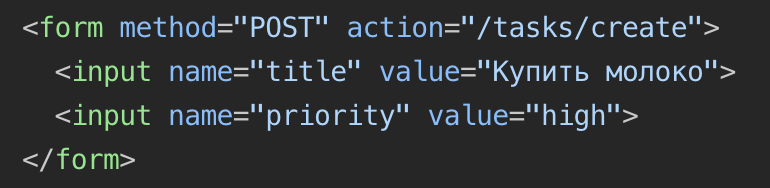 <form method="POST" action="/tasks/create">
  <input name="title" value="Купить молоко">
  <input name="priority" value="high">
</form>